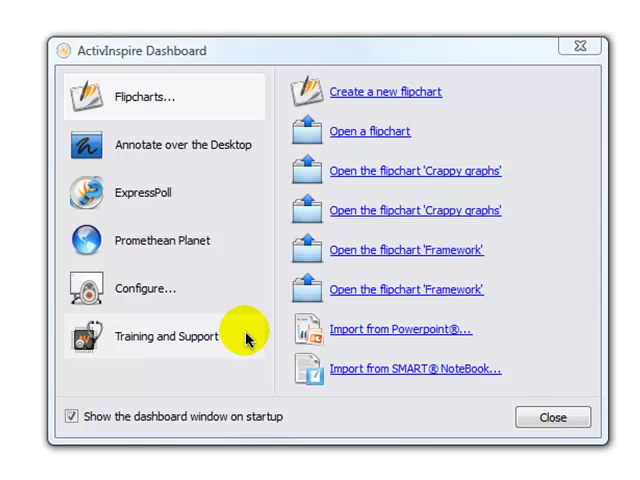 ActivInspire Dashboard
Flipcharts...
Annotate over the Desktop
ExpressPoll
Promethean Planet
Configure...
Training and Support
Create a new flipchart
Open a flipchart
Open the flipchart 'Crappy graphs'
Open the flipchart 'Crappy graphs'
Open the flipchart 'Framework'
Open the flipchart 'Framework'
Import from Powerpoint®...
Import from SMART® NoteBook...
Show the dashboard window on startup
Close